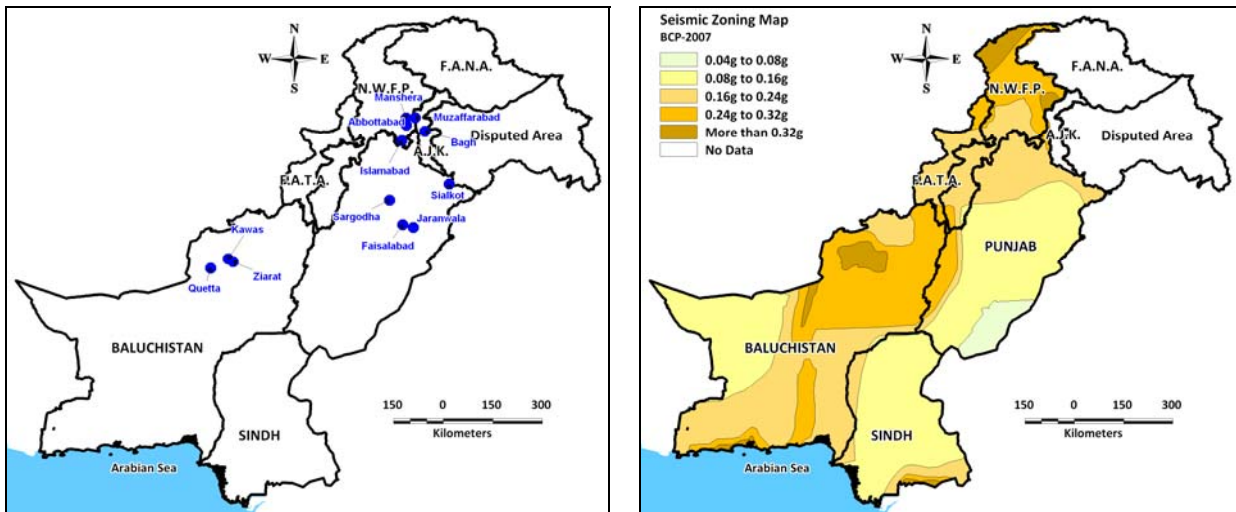 N
W E
S
F.A.N.A.
N.W.F.P.
Manshera
Muzaffarabad
Abbottabad
Disputed Area
Bagh
A.J.K.
Islamabad
F.A.T.A.
Sialkot
Sargodha
Jaranwala
Faisalabad
Kawas
Ziarat
Quetta
BALUCHISTAN
150 0 150 300
Kilometers
SINDH
Arabian Sea
Seismic Zoning Map
BCP-2007
0.04g to 0.08g
0.08g to 0.16g
0.16g to 0.24g
0.24g to 0.32g
More than 0.32g
No Data
N
W E
S
F.A.N.A.
N.W.F.P.
Disputed Area
A.J.K.
F.A.T.A.
PUNJAB
BALUCHISTAN
150 0 150 300
Kilometers
SINDH
Arabian Sea